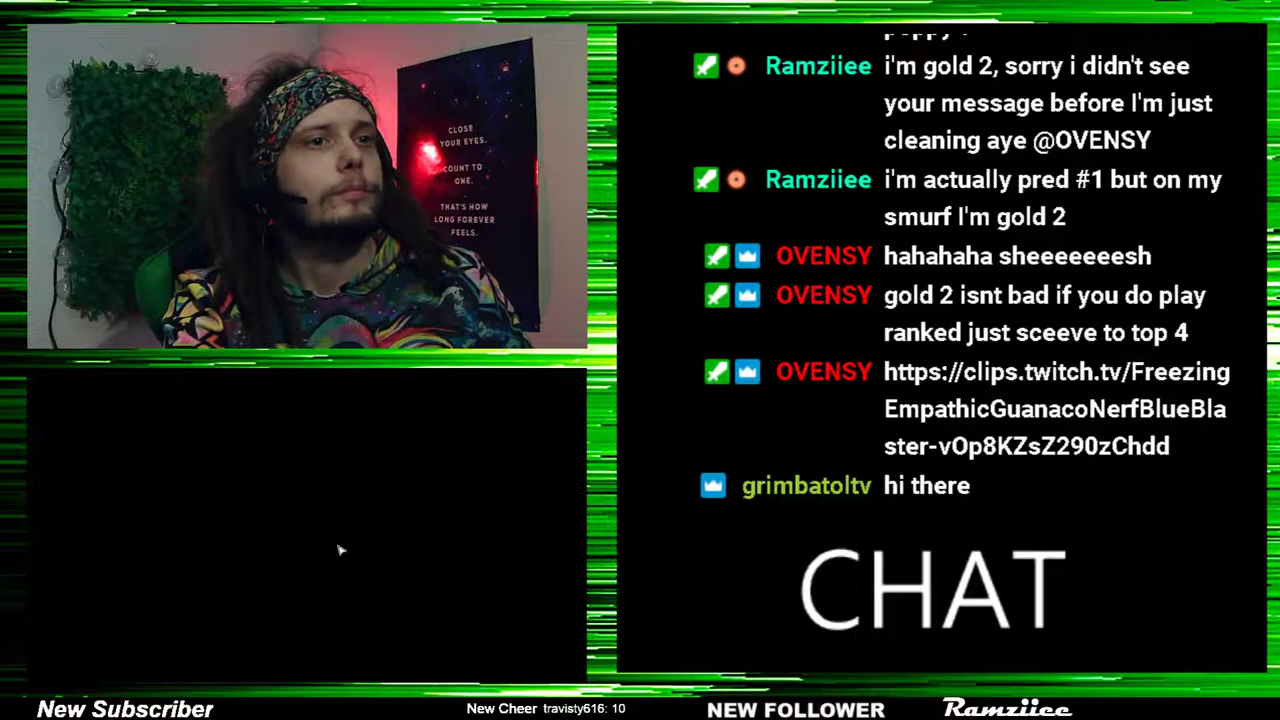 CLOSE
YOUR EYES.
COUNT TO
ONE.
THAT'S HOW
LONG FOREVER
FEELS.
Ramziiee i'm gold 2, sorry i didn't see
your message before I'm just
cleaning aye @OVENSY
Ramziiee i'm actually pred #1 but on my
smurf I'm gold 2
OVENSY hahahaha sheeeeeeesh
OVENSY gold 2 isnt bad if you do play
ranked just sceeve to top 4
OVENSY https://clips.twitch.tv/Freezing
EmpathicGuanacoNerfBlueBla
ster-vOp8KZsZ290zChdd
grimbatoltv hi there
CHAT
New Subscriber New Cheer travisty616: 10 NEW FOLLOWER Ramziiee